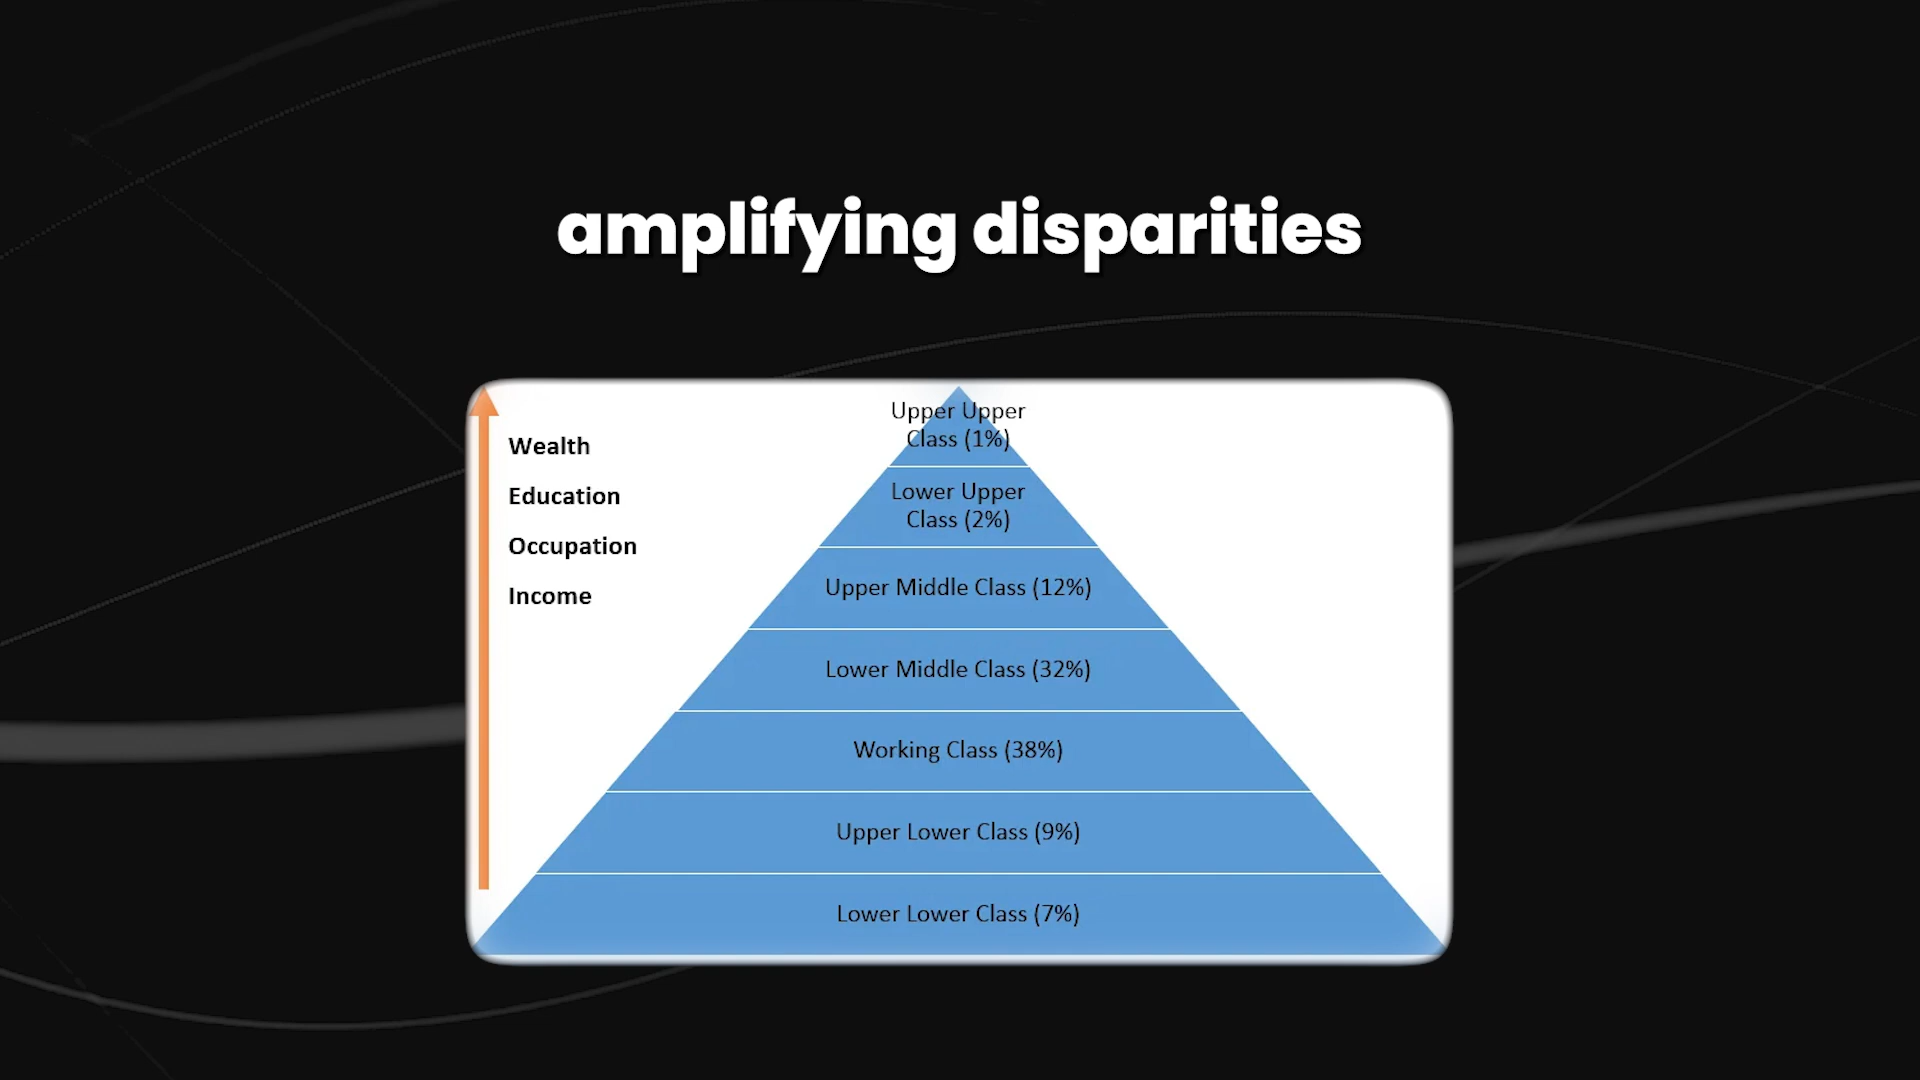 amplifying disparities
Wealth
Education
Occupation
Income
Upper Upper
Class (1%)
Lower Upper
Class (2%)
Upper Middle Class (12%)
Lower Middle Class (32%)
Working Class (38%)
Upper Lower Class (9%)
Lower Lower Class (7%)